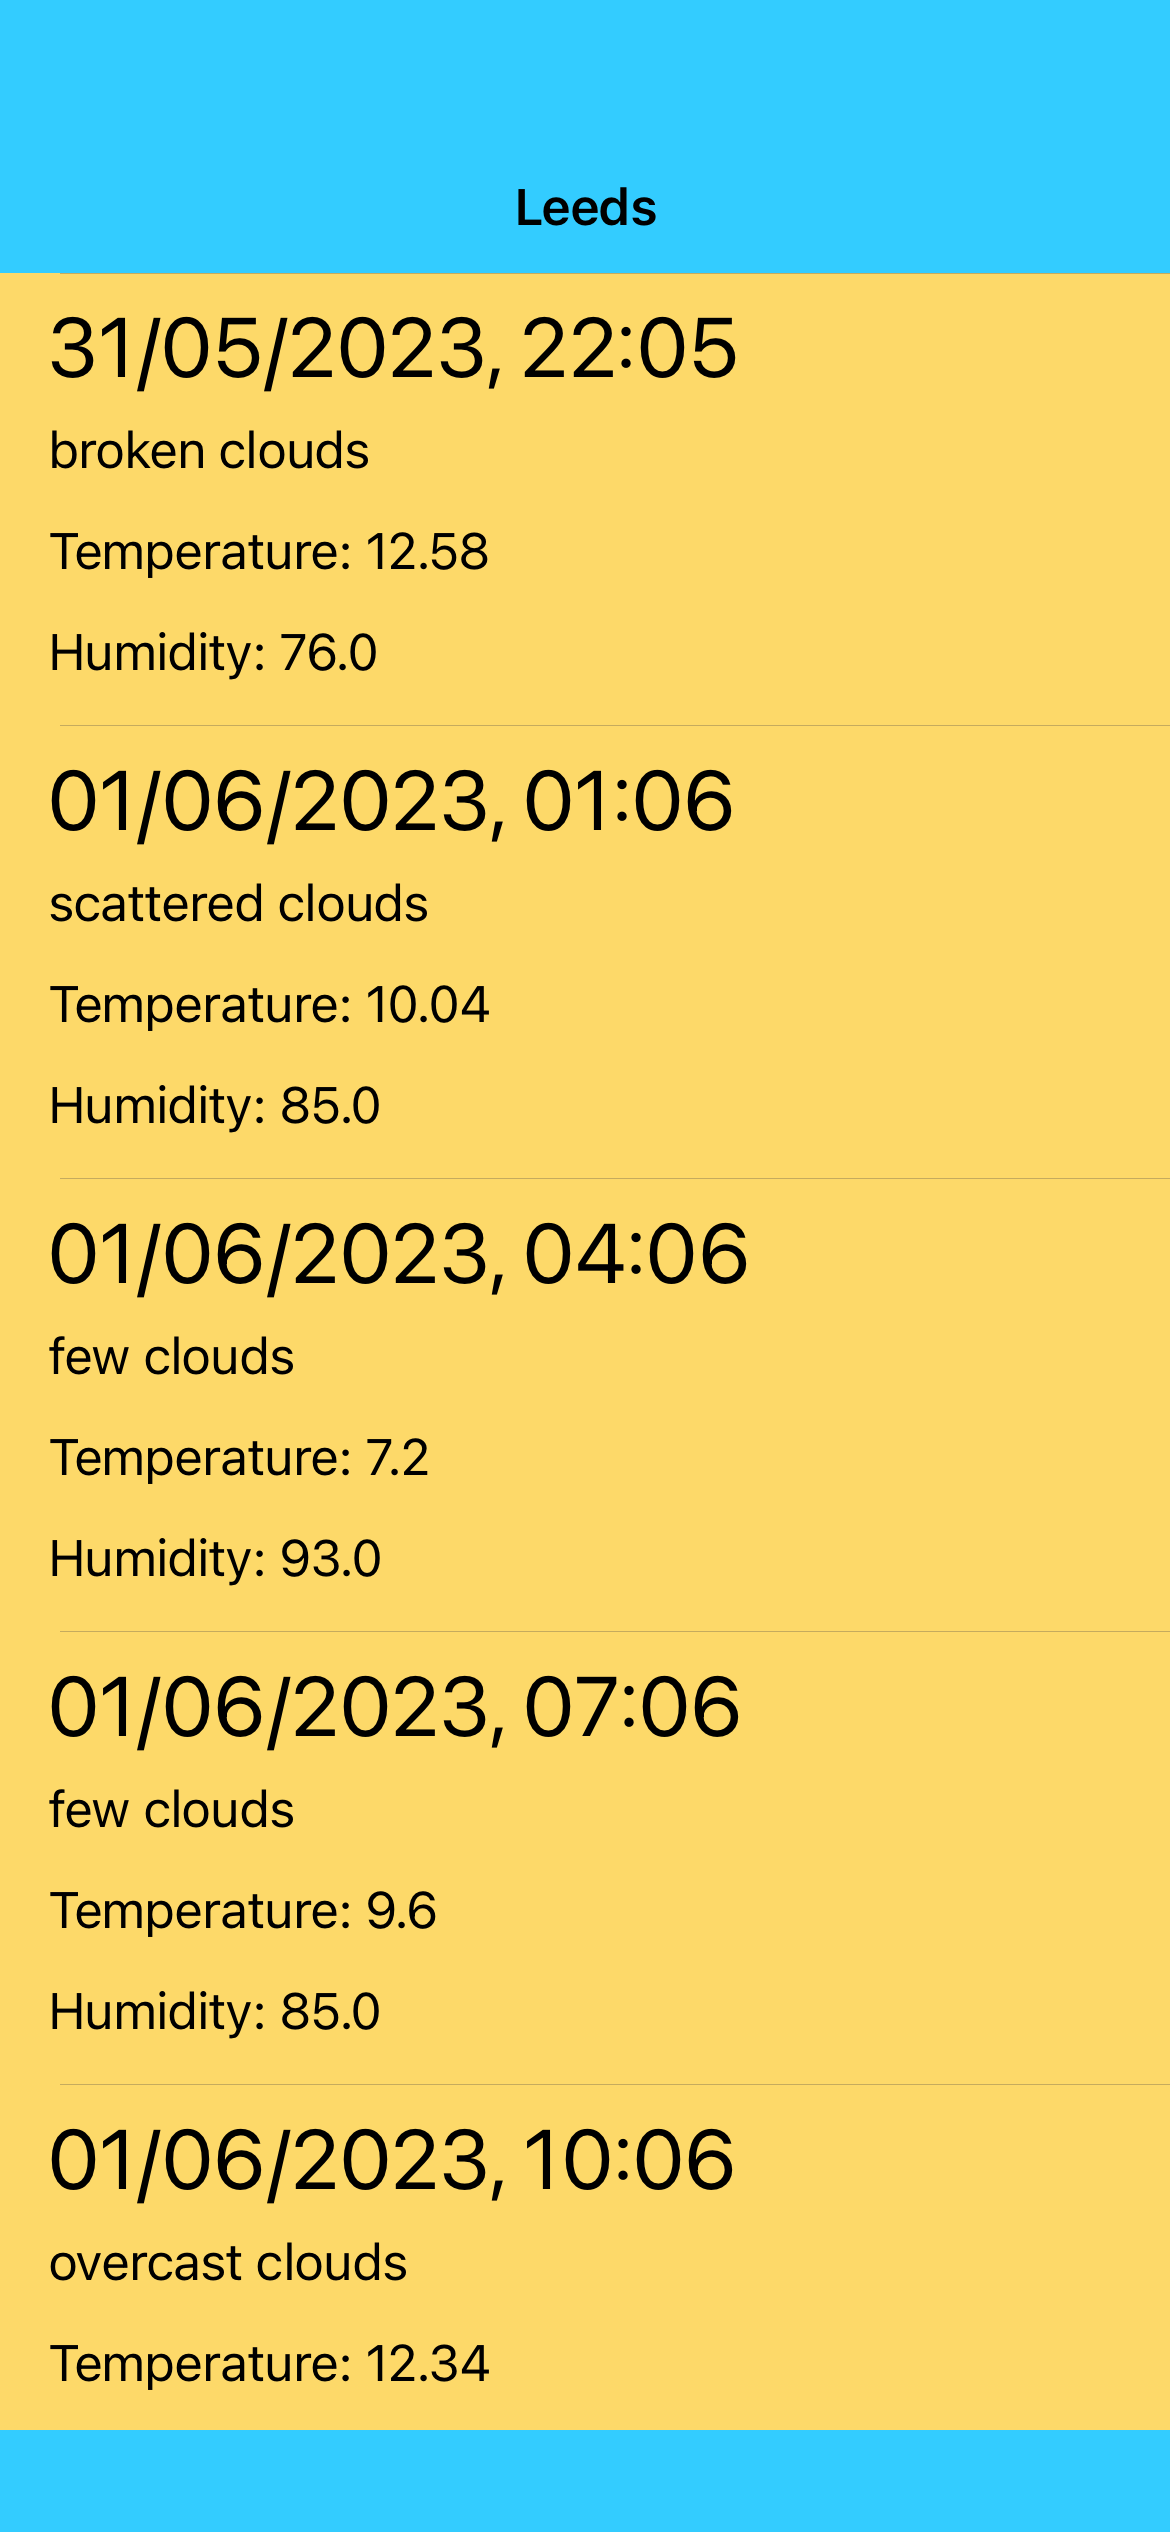 Leeds
31/05/2023, 22:05
broken clouds
Temperature: 12.58
Humidity: 76.0
01/06/2023, 01:06
scattered clouds
Temperature: 10.04
Humidity: 85.0
01/06/2023, 04:06
few clouds
Temperature: 7.2
Humidity: 93.0
01/06/2023, 07:06
few clouds
Temperature: 9.6
Humidity: 85.0
01/06/2023, 10:06
overcast clouds
Temperature: 12.34